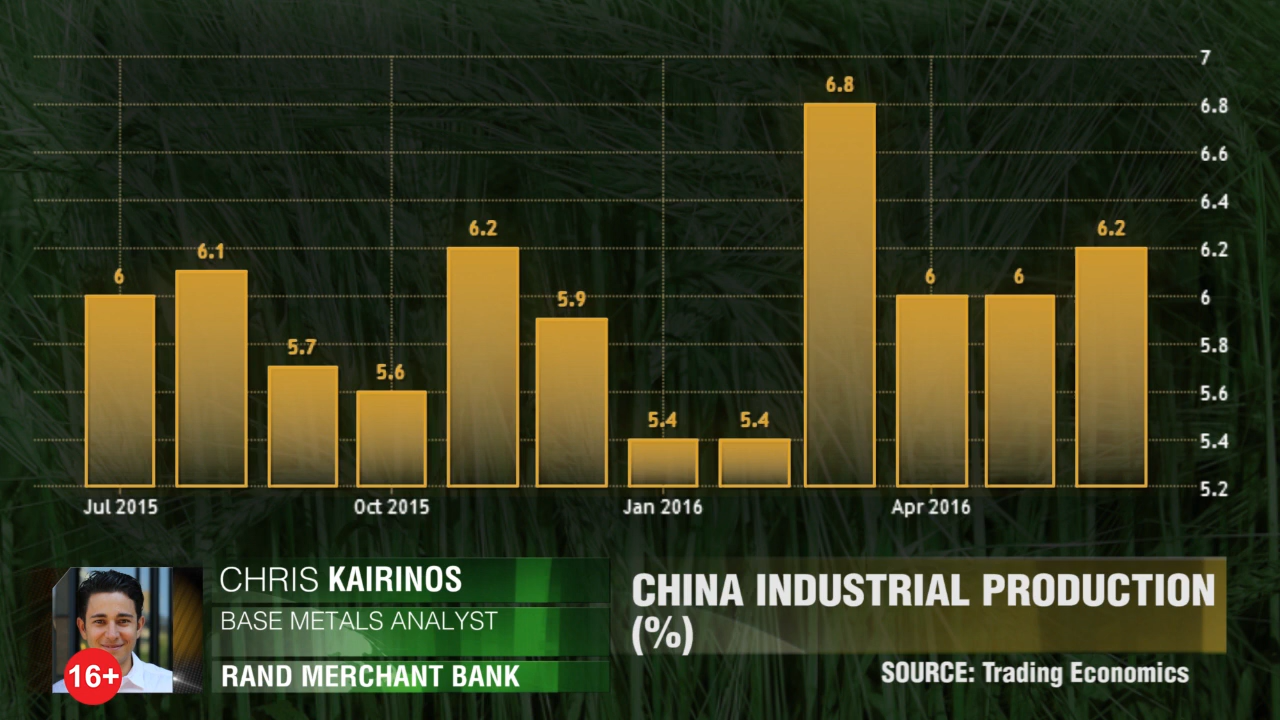 7
6.8
6.8
6.6
6.4
6.2
6.2
6.2
6.1
6
6
6
6
5.9
5.8
5.7
5.6
5.6
5.4
5.4
5.4
5.2
Jul 2015
Oct 2015
Jan 2016
Apr 2016
CHRIS KAIRINOS
BASE METALS ANALYST
RAND MERCHANT BANK
16+
CHINA INDUSTRIAL PRODUCTION
(%)
SOURCE: Trading Economics